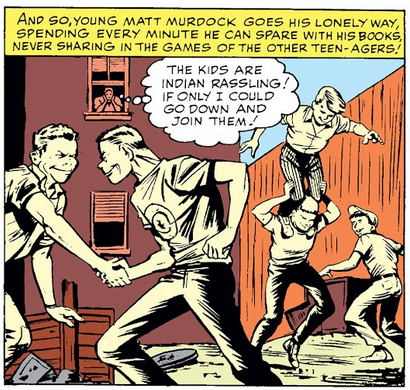 AND SO, YOUNG MATT MURDOCK GOES HIS LONELY WAY,
SPENDING EVERY MINUTE HE CAN SPARE WITH HIS BOOKS,
NEVER SHARING IN THE GAMES OF THE OTHER TEEN-AGERS!
THE KIDS ARE
INDIAN RASSLING!
IF ONLY I COULD
GO DOWN AND
JOIN THEM!